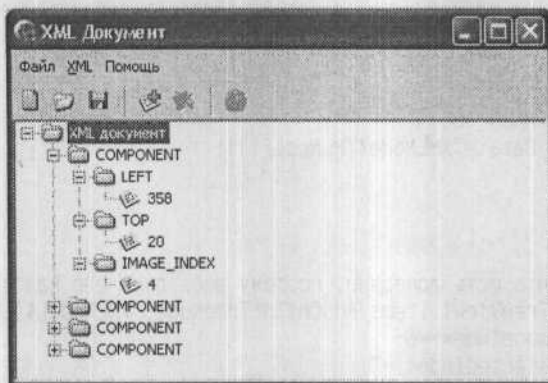 XML Документ
Файл XML Помощь
XML документ
COMPONENT
LEFT
358
TOP
20
IMAGE_INDEX
4
COMPONENT
COMPONENT
COMPONENT